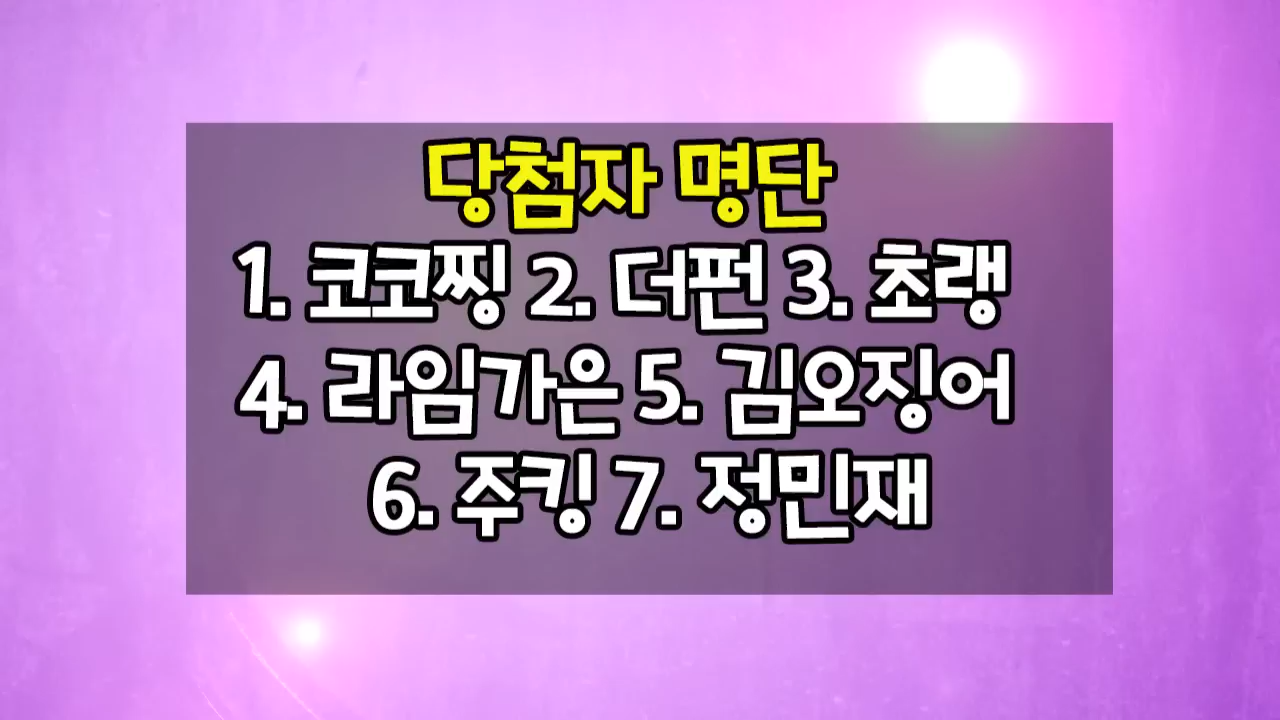 당첨자 명단
1. 코코찡 2. 더펀 3. 초랭
4. 라임가은 5. 김오징어
6. 주킹 7. 정민재